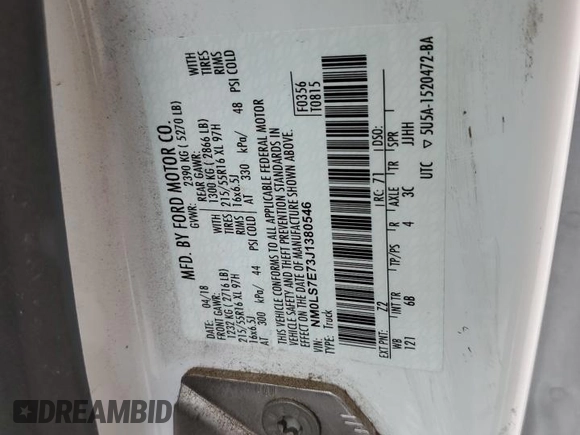 MFD. BY FORD MOTOR CO.
DATE: 04/18
GVWR: 2390 KG ( 5270 LB)
FRONT GAWR:
REAR GAWR:
1232 KG ( 2716 LB)
WITH
1300 KG ( 2866 LB)
WITH
215/55R16 XL 97H
TIRES
215/55R16 XL 97H
TIRES
16x6.5J
RIMS
16x6.5J
RIMS
AT 300 kPa/ 44 PSI COLD
AT 330 kPa/ 48 PSI COLD
THIS VEHICLE CONFORMS TO ALL APPLICABLE FEDERAL MOTOR
VEHICLE SAFETY AND THEFT PREVENTION STANDARDS IN
EFFECT ON THE DATE OF MANUFACTURE SHOWN ABOVE.
VIN: NM0LS7E73J1380546
TYPE: Truck
F0356
T0815
EXT PNT: Z2
RC: 71
DSO:
WB INT TR TP/PS R AXLE TR SPR
121 6B 4 3C JJHH
UTC ▽ 5U5A-1520472-BA
DREAMBID